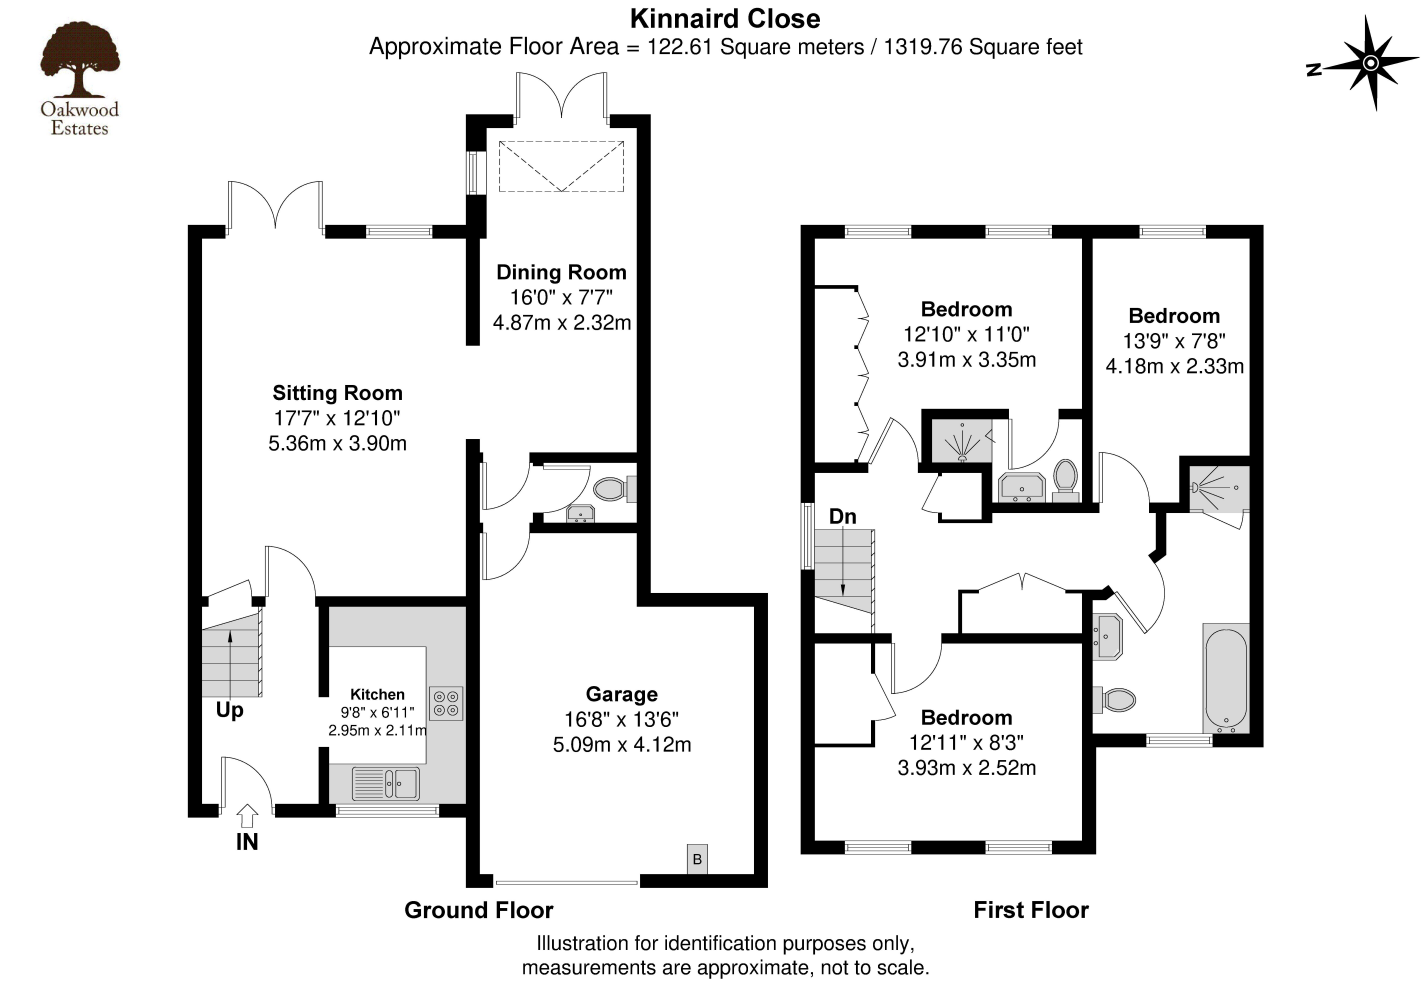 Kinnaird Close
Approximate Floor Area = 122.61 Square meters / 1319.76 Square feet
Oakwood
Estates
N
Dining Room
16'0" x 7'7"
4.87m x 2.32m
Sitting Room
17'7" x 12'10"
5.36m x 3.90m
Up
Kitchen
9'8" x 6'11"
2.95m x 2.11m
Garage
16'8" x 13'6"
5.09m x 4.12m
B
IN
Ground Floor
Bedroom
12'10" x 11'0"
3.91m x 3.35m
Bedroom
13'9" x 7'8"
4.18m x 2.33m
Dn
Bedroom
12'11" x 8'3"
3.93m x 2.52m
First Floor
Illustration for identification purposes only,
measurements are approximate, not to scale.